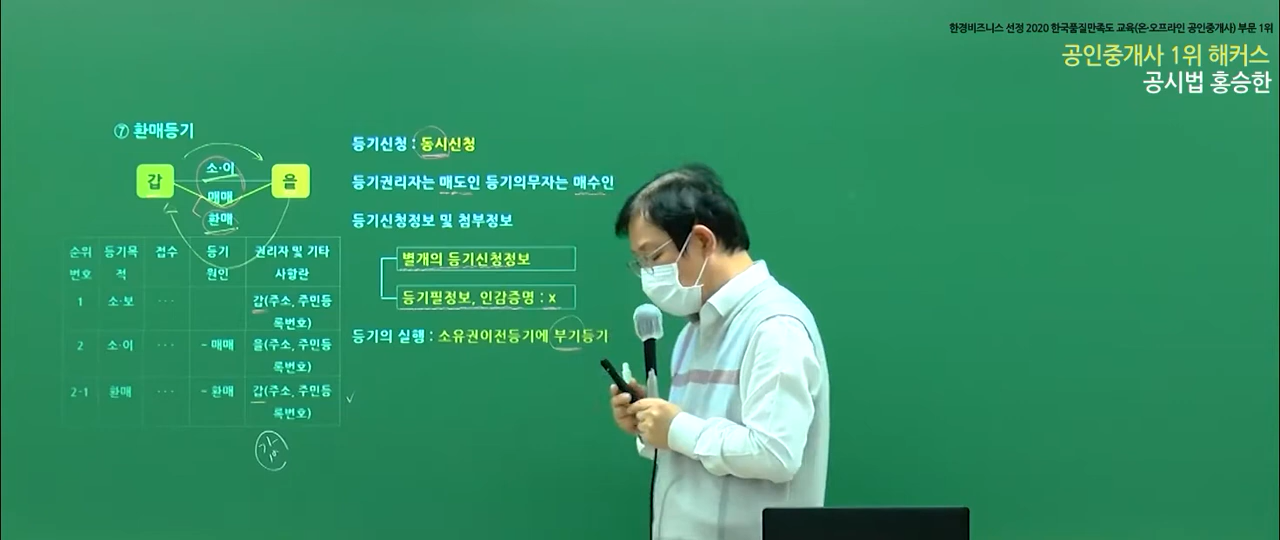 한경비즈니스 선정 2020 한국품질만족도 교육(온·오프라인 공인중개사) 부문 1위
공인중개사 1위 해커스
공시법 홍승한
⑦ 환매등기
갑 소·이 을
매매
환매
순위 번호 등기목적 접수 등기 원인 권리자 및 기타 사항란
1 소·보 ··· 갑(주소, 주민등록번호)
2 소·이 ··· - 매매 을(주소, 주민등록번호)
2-1 환매 ··· - 환매 갑(주소, 주민등록번호)
등기신청 : 동시신청
등기권리자는 매도인 등기의무자는 매수인
등기신청정보 및 첨부정보
별개의 등기신청정보
등기필정보, 인감증명 : x
등기의 실행 : 소유권이전등기에 부기등기